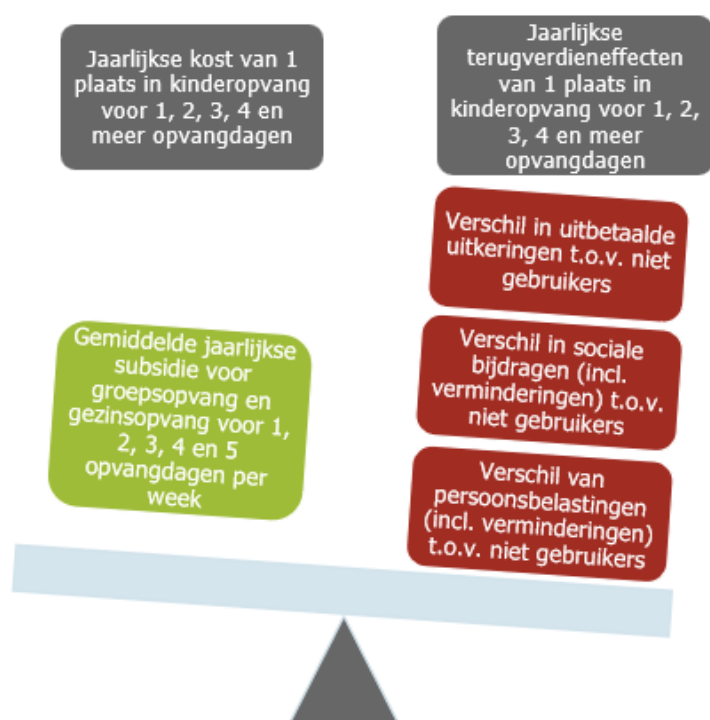 Jaarlijkse kost van 1
plaats in kinderopvang
voor 1, 2, 3, 4 en
meer opvangdagen
Jaarlijkse
terugverdieneffecten
van 1 plaats in
kinderopvang voor 1, 2,
3, 4 en meer
opvangdagen
Verschil in uitbetaalde
uitkeringen t.o.v. niet
gebruikers
Gemiddelde jaarlijkse
subsidie voor
groepsopvang en
gezinsopvang voor 1,
2, 3, 4 en 5
opvangdagen per
week
Verschil in sociale
bijdragen (incl.
verminderingen) t.o.v.
niet gebruikers
Verschil van
persoonsbelastingen
(incl. verminderingen)
t.o.v. niet gebruikers